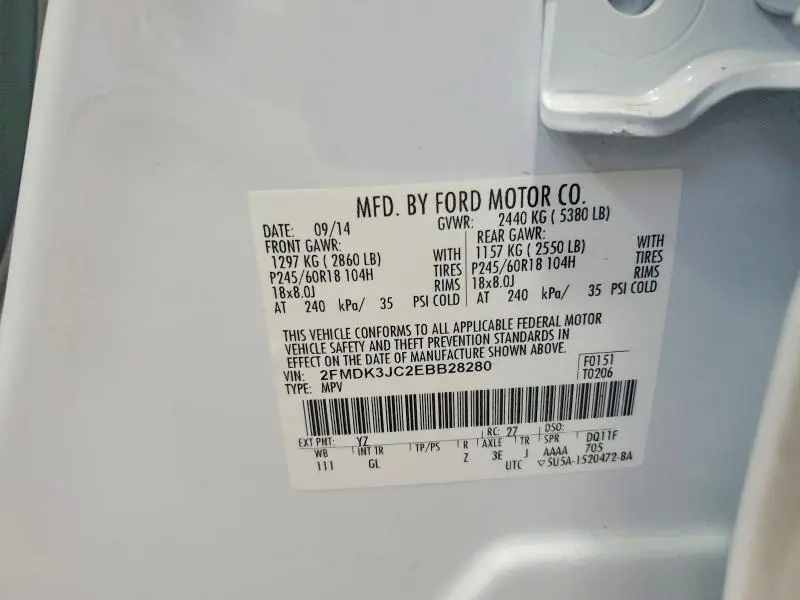 MFD. BY FORD MOTOR CO.
DATE: 09/14 GVWR: 2440 KG ( 5380 LB)
FRONT GAWR: REAR GAWR:
1297 KG ( 2860 LB) WITH 1157 KG ( 2550 LB) WITH
P245/60R18 104H TIRES P245/60R18 104H TIRES
18x8.0J RIMS 18x8.0J RIMS
AT 240 kPa/ 35 PSI COLD AT 240 kPa/ 35 PSI COLD
THIS VEHICLE CONFORMS TO ALL APPLICABLE FEDERAL MOTOR
VEHICLE SAFETY AND THEFT PREVENTION STANDARDS IN
EFFECT ON THE DATE OF MANUFACTURE SHOWN ABOVE.
VIN: 2FMDK3JC2EBB28280 F0151
TYPE: MPV T0206
EXT PNT: YZ RC: 27 DSO:
WB INT TR TP/PS R AXLE TR SPR DQ11F
111 GL Z 3E J AAAA 705
UTC ▽5U5A-1520472-BA